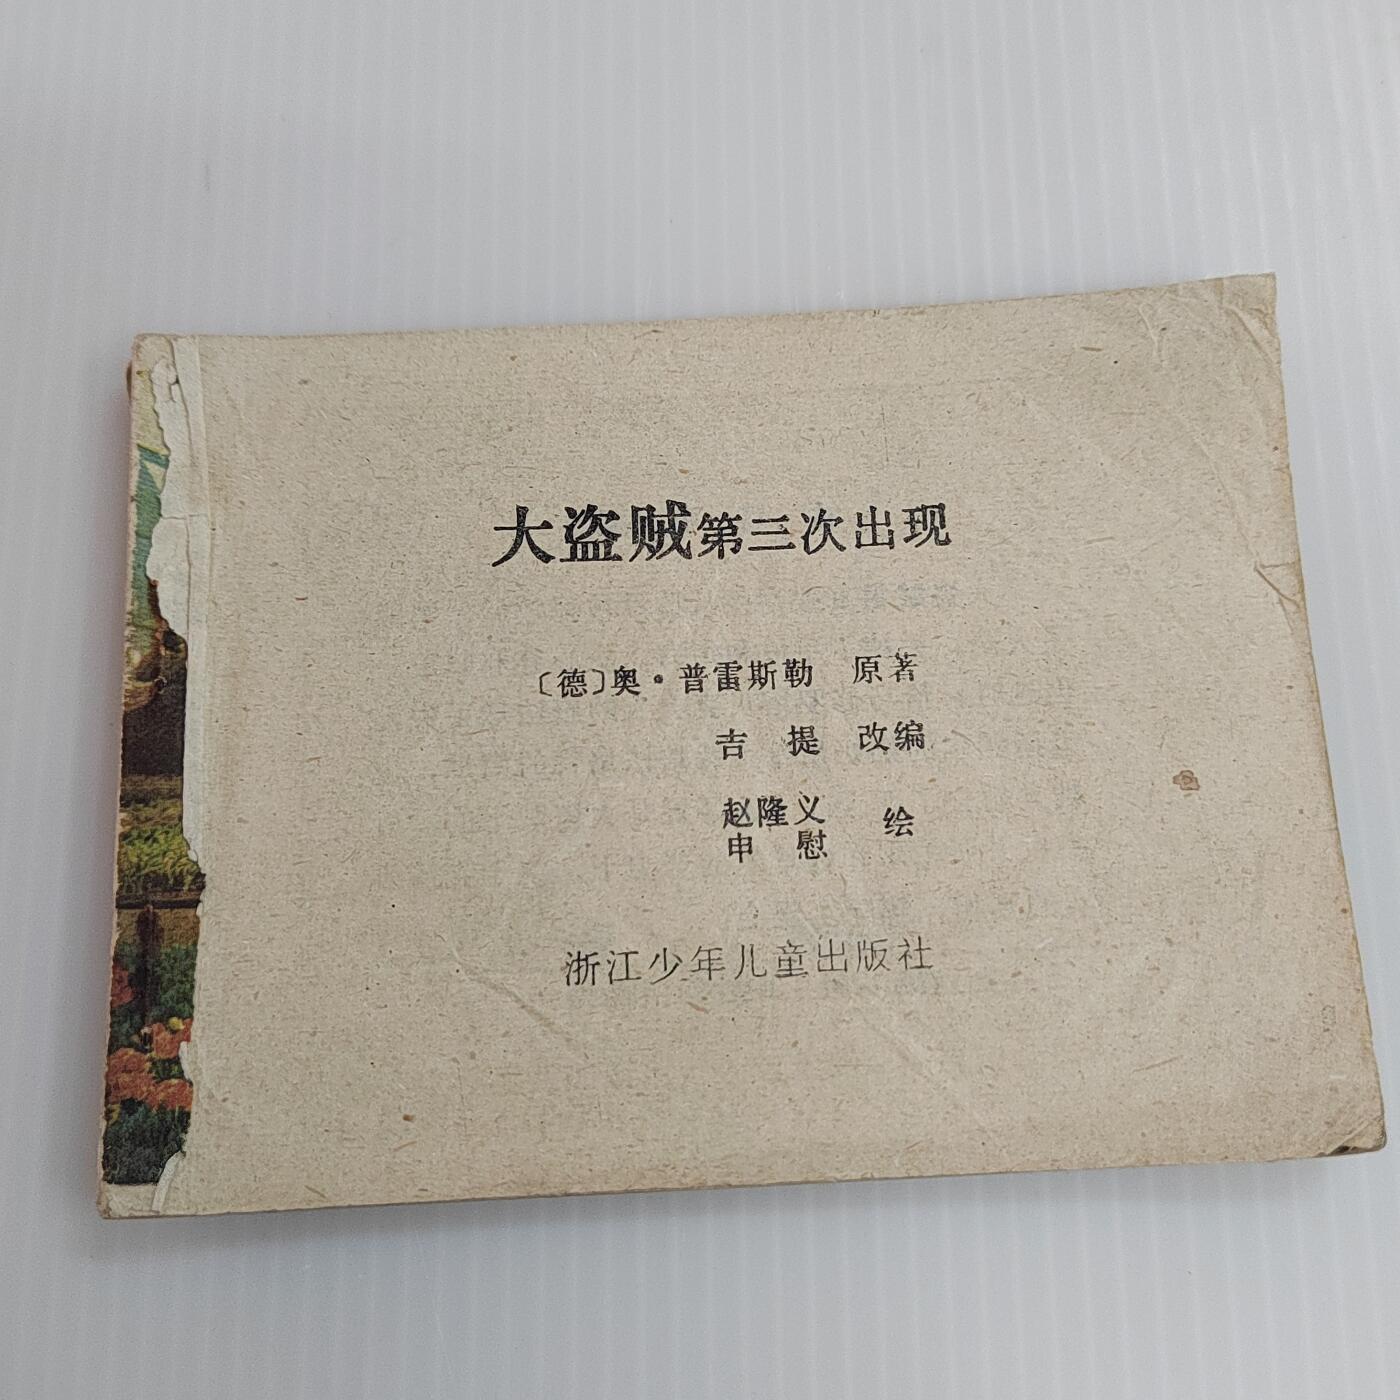 大盗贼第三次出现
〔德〕奥·普雷斯勒 原著
吉 提 改编
赵隆义
申 慰 绘
浙江少年儿童出版社